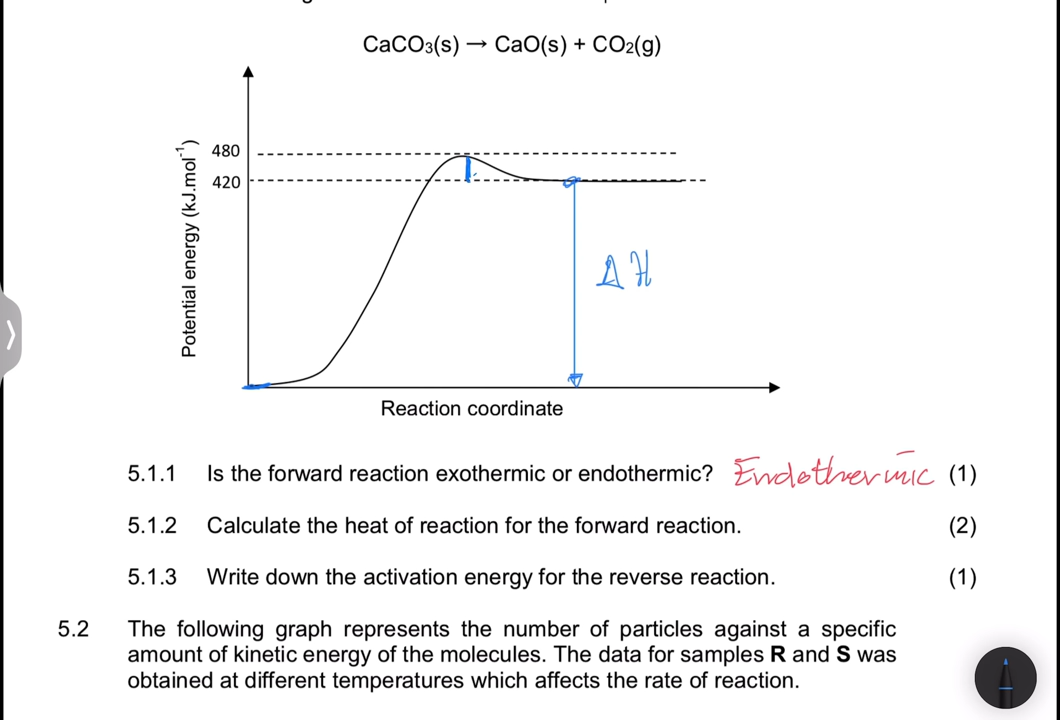 CaCO₃(s) → CaO(s) + CO₂(g)
Potential energy (kJ.mol⁻¹)
480
420
Δ H
Reaction coordinate
5.1.1 Is the forward reaction exothermic or endothermic? Endothermic (1)
5.1.2 Calculate the heat of reaction for the forward reaction. (2)
5.1.3 Write down the activation energy for the reverse reaction. (1)
5.2 The following graph represents the number of particles against a specific
amount of kinetic energy of the molecules. The data for samples R and S was
obtained at different temperatures which affects the rate of reaction.